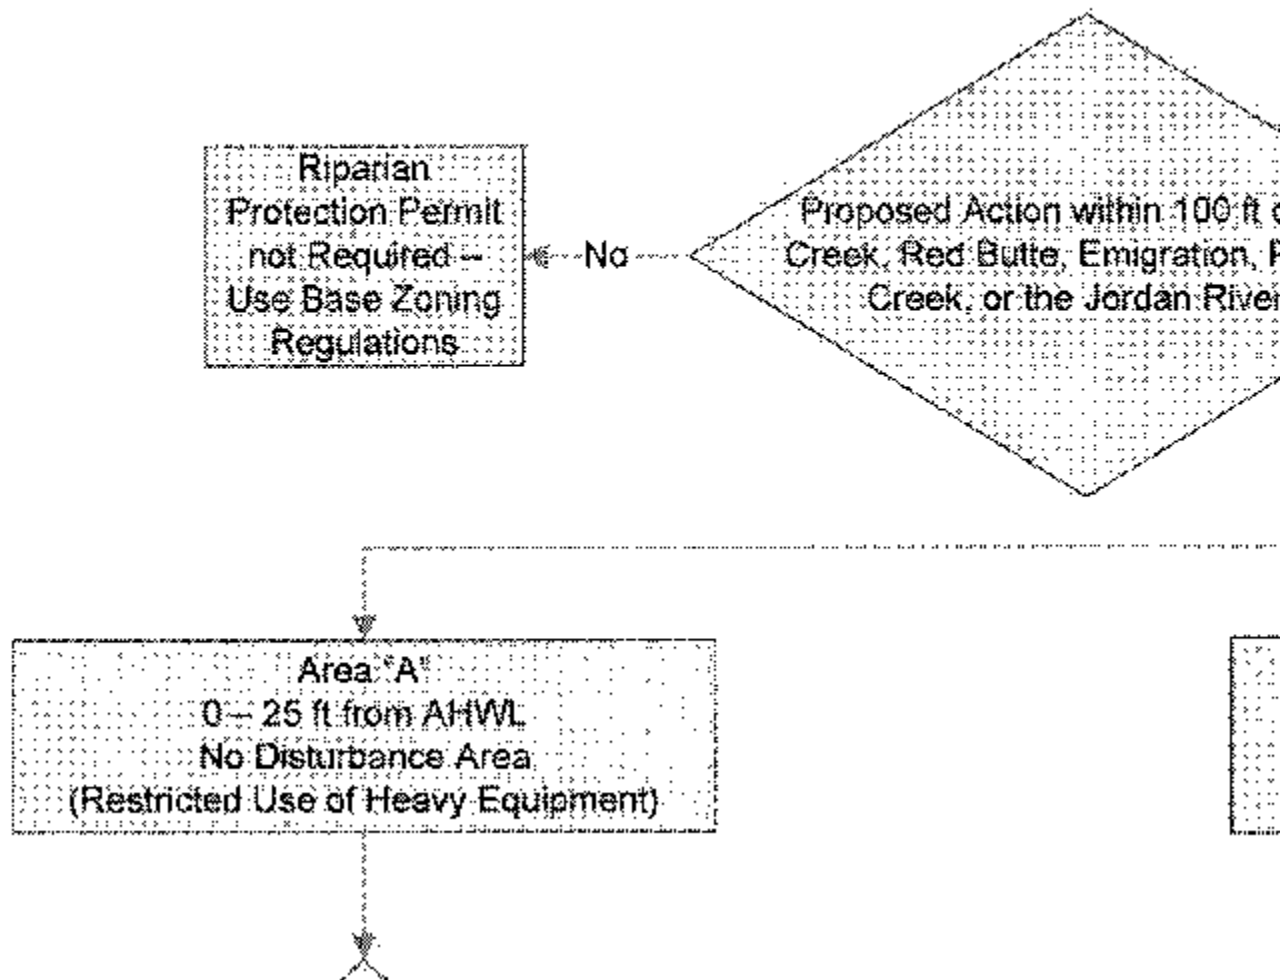 Riparian
Protection Permit
not Required –
Use Base Zoning
Regulations
No
Proposed Action within 100 ft
Creek, Red Butte, Emigration,
Creek, or the Jordan River
Area "A"
0 – 25 ft from AHWL
No Disturbance Area
(Restricted Use of Heavy Equipment)